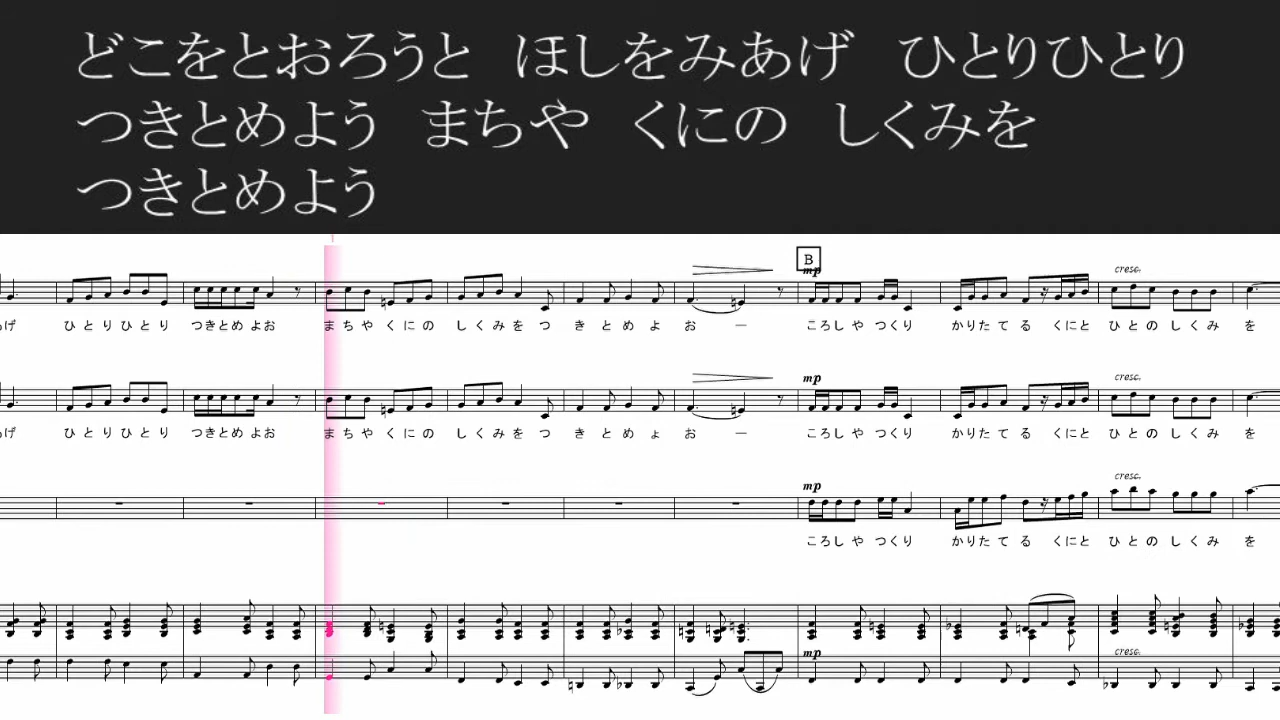 どこをとおろうと　ほしをみあげ　ひとりひとり
つきとめよう　まちや　くにの　しくみを
つきとめよう
B
mp
cresc.
げ ひ と り ひ と り つきとめ よお ま ち や く に の し く み を つ き と め ょ お ー ころし や つくり かりた て る くにと ひ と の し く み を
mp
cresc.
げ ひ と り ひ と り つきとめ よお ま ち や く に の し く み を つ き と め ょ お ー ころし や つくり かりた て る くにと ひ と の し く み を
mp
cresc.
ころし や つくり かりた て る くにと ひ と の し く み を
mp
cresc.